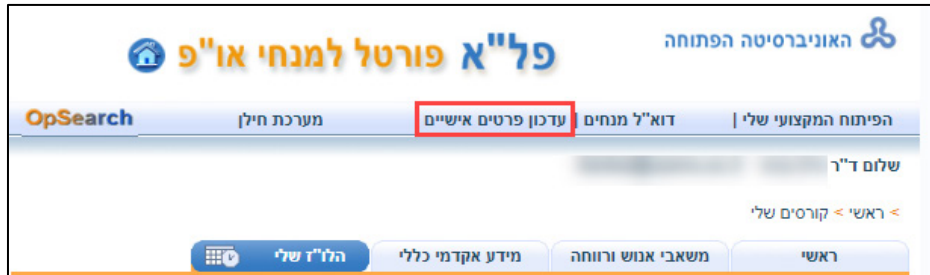 האוניברסיטה הפתוחה
פל"א פורטל למנחי או"פ
הפיתוח המקצועי שלי | דוא"ל מנחים | עדכון פרטים אישיים מערכת חילן OpSearch
שלום ד"ר
> ראשי > קורסים שלי
ראשי משאבי אנוש ורווחה מידע אקדמי כללי הלו"ז שלי